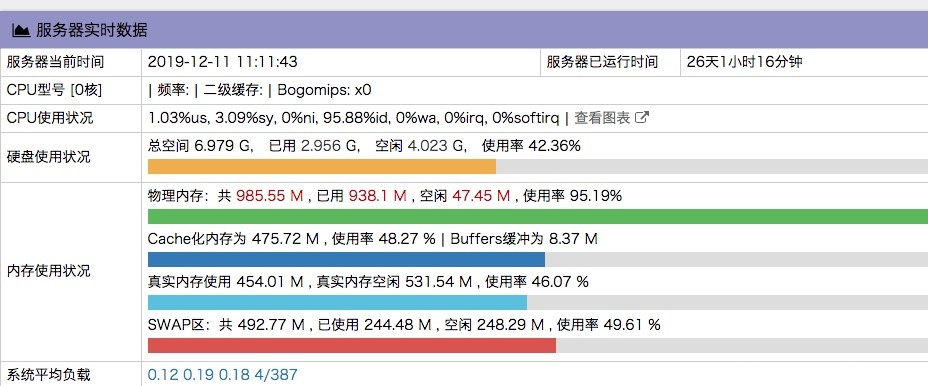 服务器实时数据
服务器当前时间 2019-12-11 11:11:43 服务器已运行时间 26天1小时16分钟
CPU型号 [0核] | 频率: | 二级缓存: | Bogomips: x0
CPU使用状况 1.03%us, 3.09%sy, 0%ni, 95.88%id, 0%wa, 0%irq, 0%softirq | 查看图表
硬盘使用状况 总空间 6.979 G, 已用 2.956 G, 空闲 4.023 G, 使用率 42.36%
物理内存：共 985.55 M , 已用 938.1 M , 空闲 47.45 M , 使用率 95.19%
Cache化内存为 475.72 M , 使用率 48.27 % | Buffers缓冲为 8.37 M
内存使用状况
真实内存使用 454.01 M , 真实内存空闲 531.54 M , 使用率 46.07 %
SWAP区：共 492.77 M , 已使用 244.48 M , 空闲 248.29 M , 使用率 49.61 %
系统平均负载 0.12 0.19 0.18 4/387